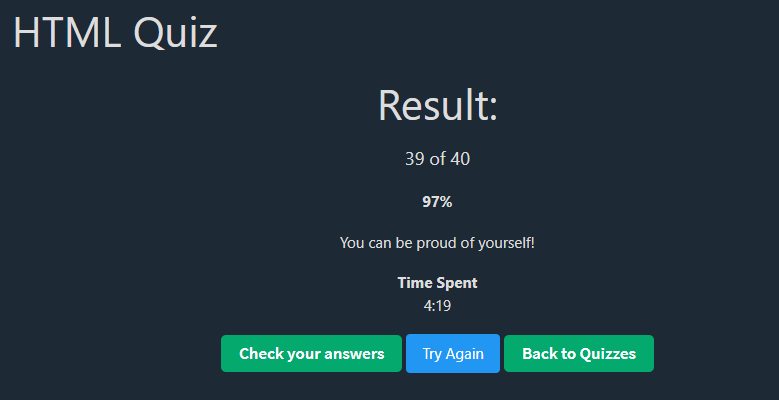 HTML Quiz
Result:
39 of 40
97%
You can be proud of yourself!
Time Spent
4:19
Check your answers Try Again Back to Quizzes